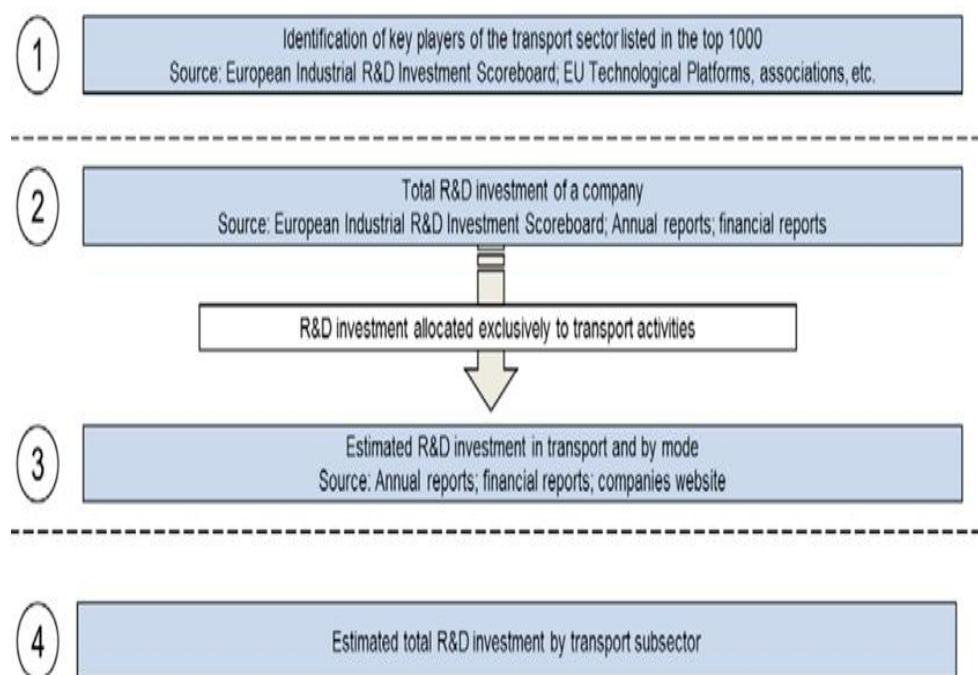 1
Identification of key players of the transport sector listed in the top 1000
Source: European Industrial R&D Investment Scoreboard; EU Technological Platforms, associations, etc.
2
Total R&D investment of a company
Source: European Industrial R&D Investment Scoreboard; Annual reports; financial reports
R&D investment allocated exclusively to transport activities
3
Estimated R&D investment in transport and by mode
Source: Annual reports; financial reports; companies website
4
Estimated total R&D investment by transport subsector